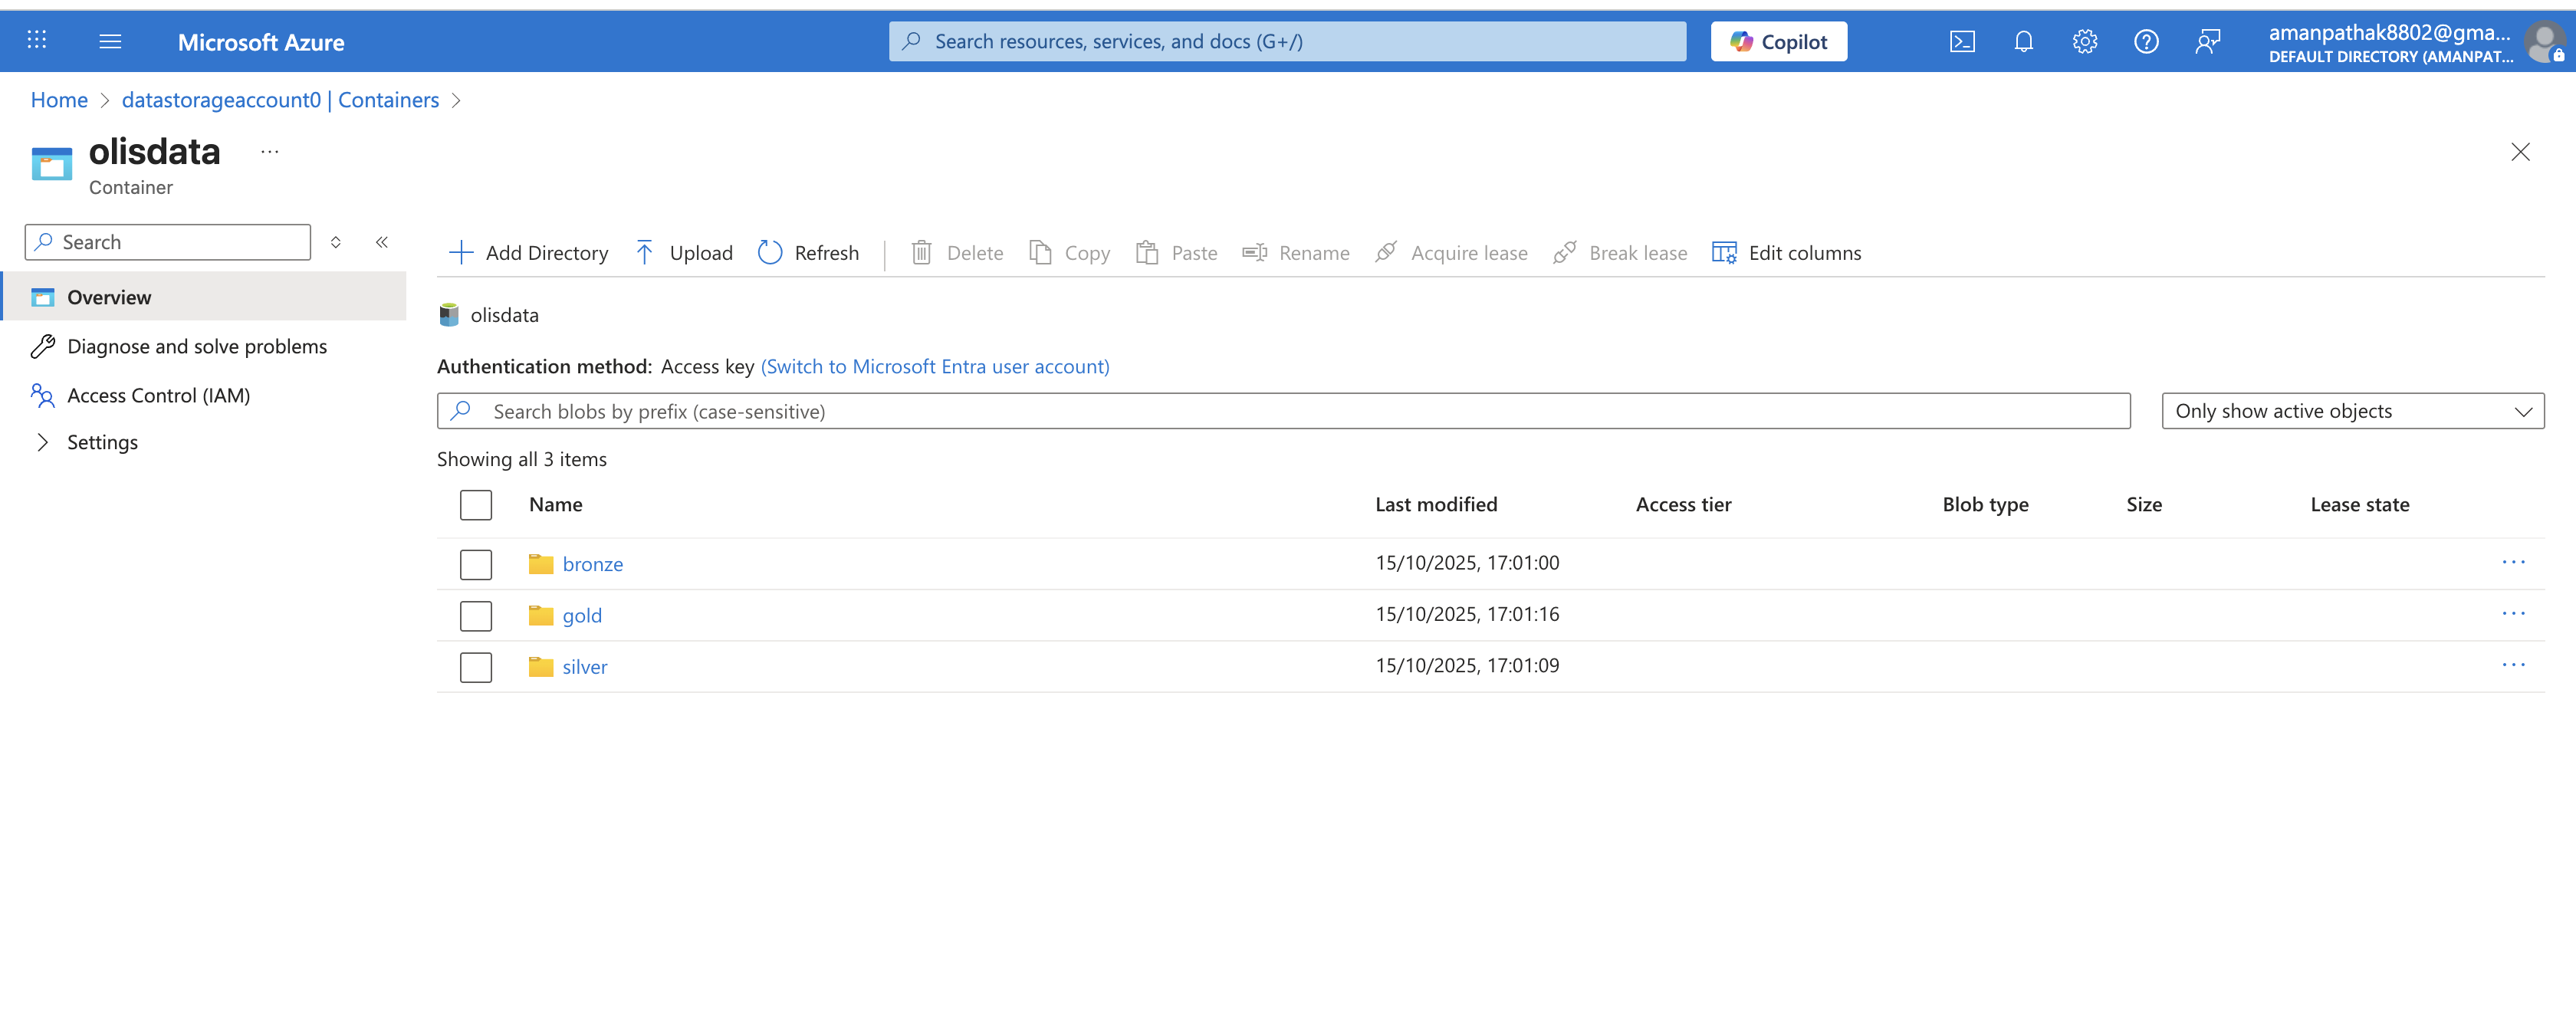 Microsoft Azure
Search resources, services, and docs (G+/)
Copilot
amanpathak8802@gma...
DEFAULT DIRECTORY (AMANPAT...
Home > datastorageaccount0 | Containers >
olisdata ...
Container
Search
Overview
Diagnose and solve problems
Access Control (IAM)
Settings
Add Directory Upload Refresh Delete Copy Paste Rename Acquire lease Break lease Edit columns
olisdata
Authentication method: Access key (Switch to Microsoft Entra user account)
Search blobs by prefix (case-sensitive)
Only show active objects
Showing all 3 items
Name Last modified Access tier Blob type Size Lease state
bronze 15/10/2025, 17:01:00 ...
gold 15/10/2025, 17:01:16 ...
silver 15/10/2025, 17:01:09 ...